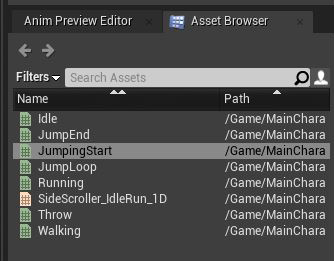 Anim Preview Editor Asset Browser
Filters Search Assets
Name Path
Idle /Game/MainChara
JumpEnd /Game/MainChara
JumpingStart /Game/MainChara
JumpLoop /Game/MainChara
Running /Game/MainChara
SideScroller_IdleRun_1D /Game/MainChara
Throw /Game/MainChara
Walking /Game/MainChara